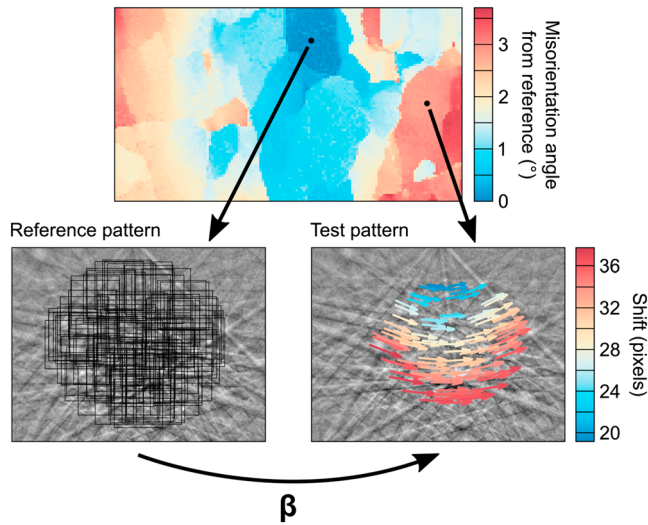 3
2
1
0
Misorientation angle
from reference (°)
Reference pattern
Test pattern
36
32
28
24
20
Shift (pixels)
β